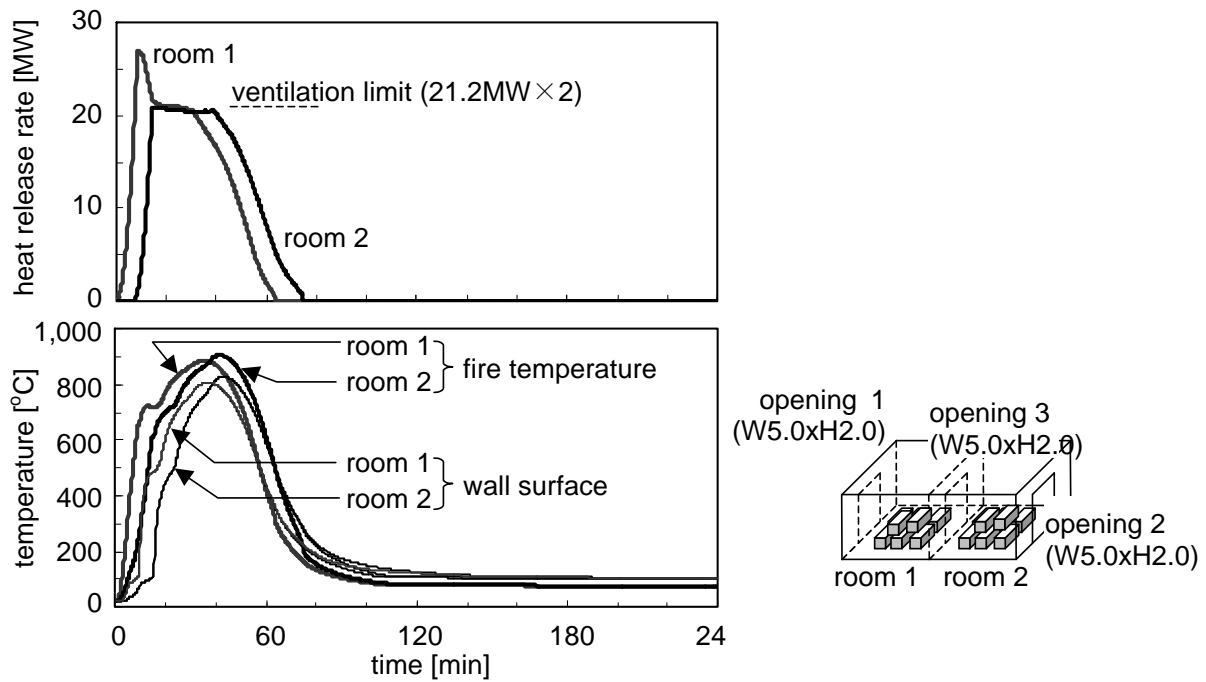 heat release rate [MW]
30
20
10
0
room 1
ventilation limit (21.2MW×2)
room 2
temperature [°C]
1,000
800
600
400
200
0
room 1
room 2
fire temperature
room 1
room 2
wall surface
0
60
120
180
24
time [min]
opening 1
(W5.0xH2.0)
opening 3
(W5.0xH2.0)
opening 2
(W5.0xH2.0)
room 1
room 2